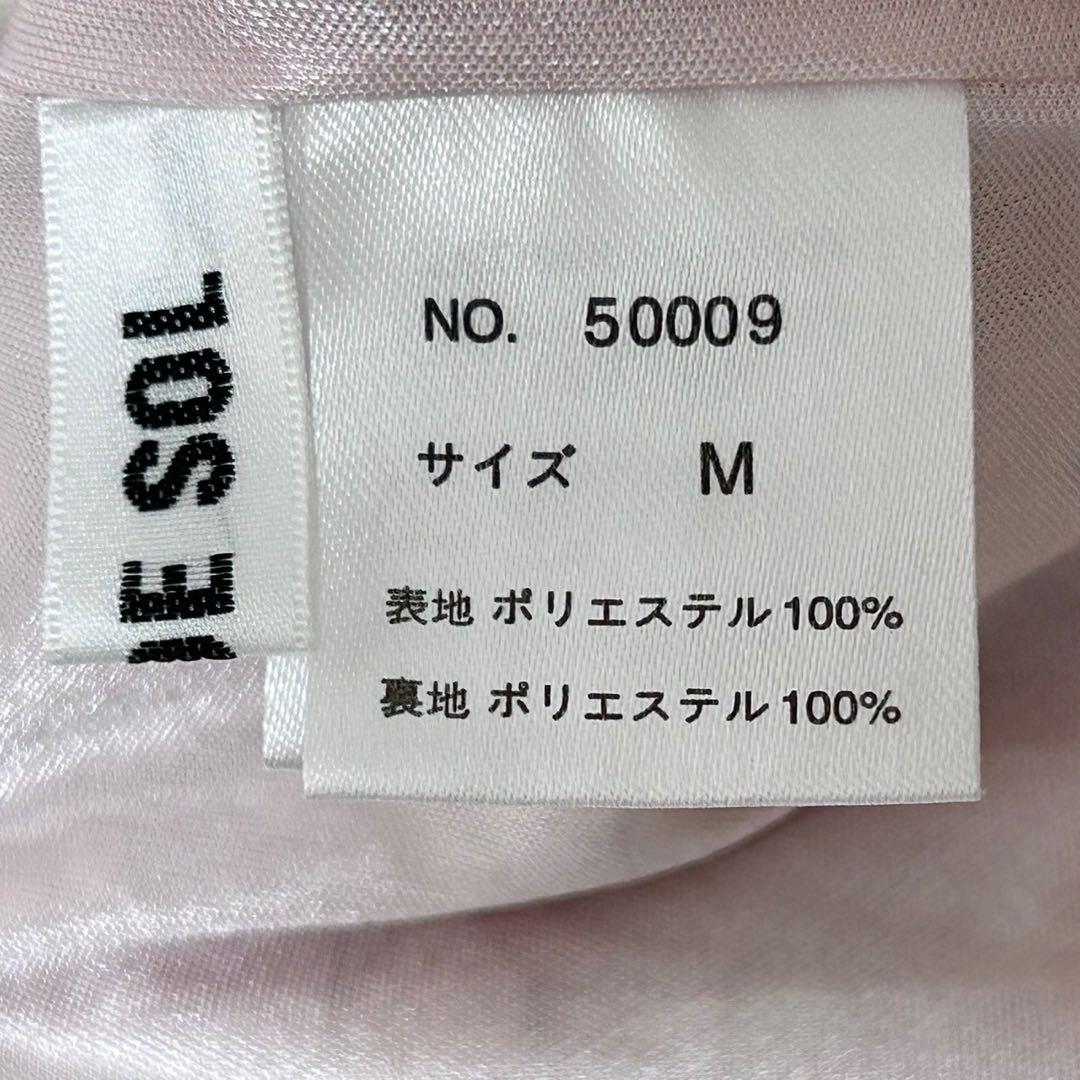 SOL
NO. 50009
サイズ M
表地 ポリエステル100%
裏地 ポリエステル100%